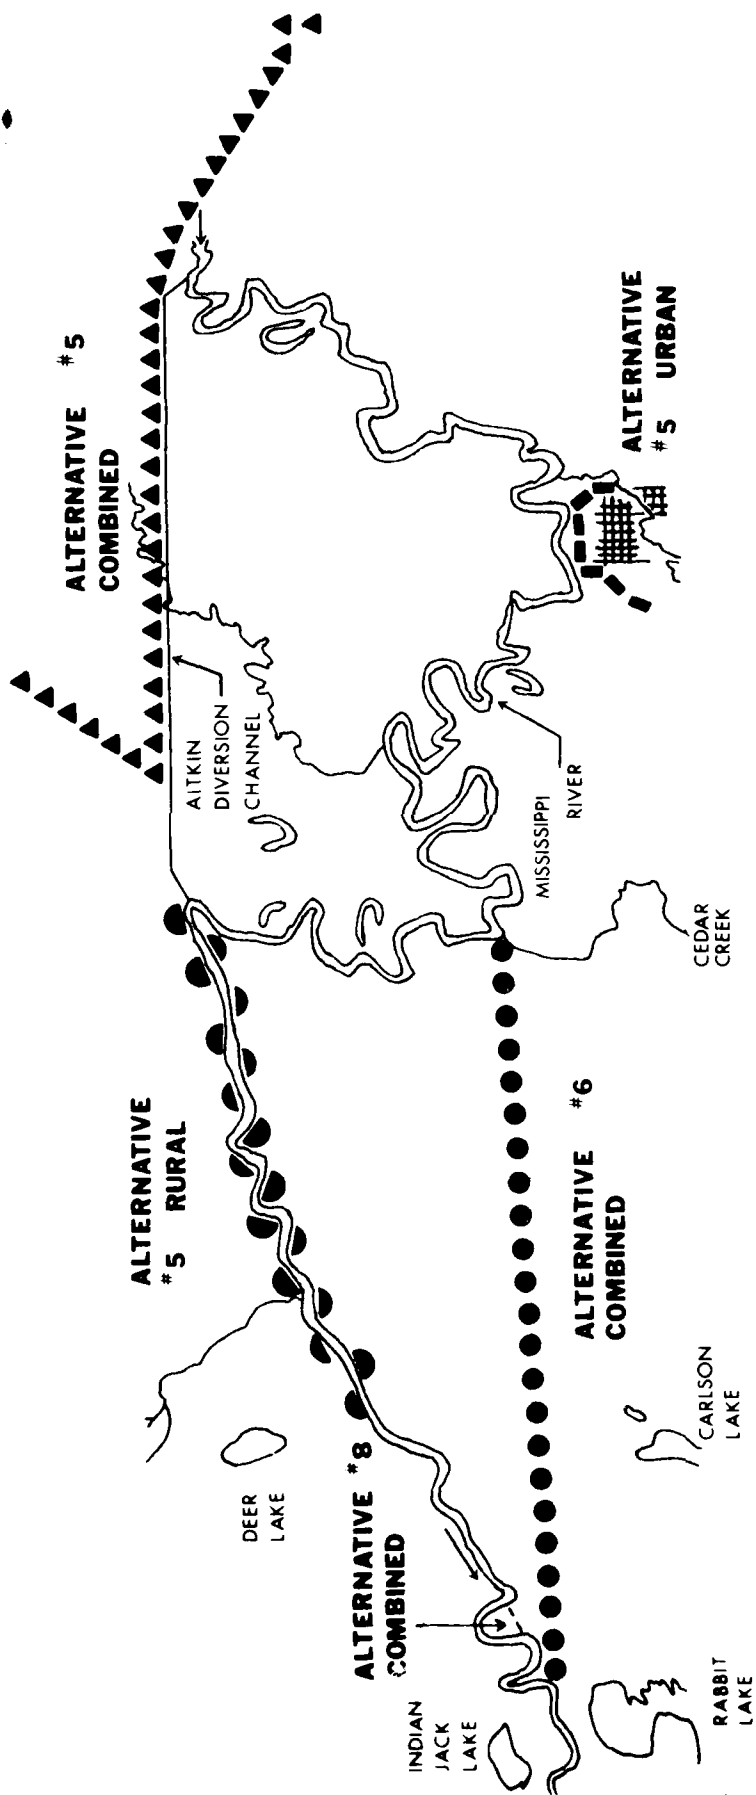 ALTERNATIVE #5
COMBINED
ALTERNATIVE
#5 URBAN
AITKIN
DIVERSION
CHANNEL
MISSISSIPPI
RIVER
CEDAR
CREEK
ALTERNATIVE
#5 RURAL
ALTERNATIVE #6
COMBINED
DEER
LAKE
ALTERNATIVE #8
COMBINED
CARLSON
LAKE
INDIAN
JACK
LAKE
RABBIT
LAKE